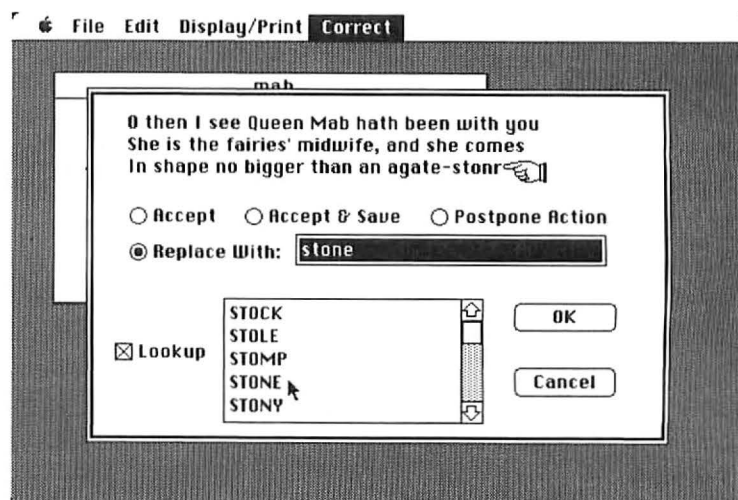 File Edit Display/Print Correct
mab
O then I see Queen Mab hath been with you
She is the fairies' midwife, and she comes
In shape no bigger than an agate-stonr
Accept Accept & Save Postpone Action
Replace With: stone
Lookup
STOCK
STOLE
STOMP
STONE
STONY
OK
Cancel